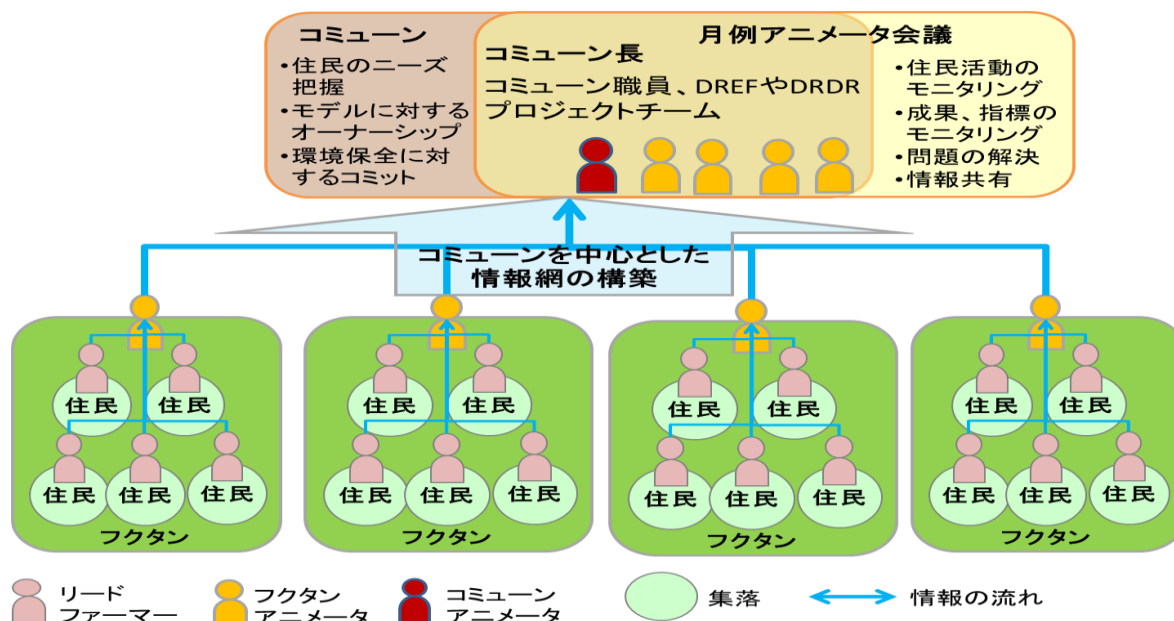 コミューン
・住民のニーズ
把握
・モデルに対する
オーナーシップ
・環境保全に対
するコミット
コミューン長
コミューン職員、DREFやDRDR
プロジェクトチーム
月例アニメータ会議
・住民活動の
モニタリング
・成果、指標の
モニタリング
・問題の解決
・情報共有
コミューンを中心とした
情報網の構築
住民
住民
住民
住民
住民
フクタン
住民
住民
住民
住民
住民
フクタン
住民
住民
住民
住民
住民
フクタン
住民
住民
住民
住民
住民
フクタン
リード
ファーマー
フクタン
アニメータ
コミューン
アニメータ
集落
情報の流れ